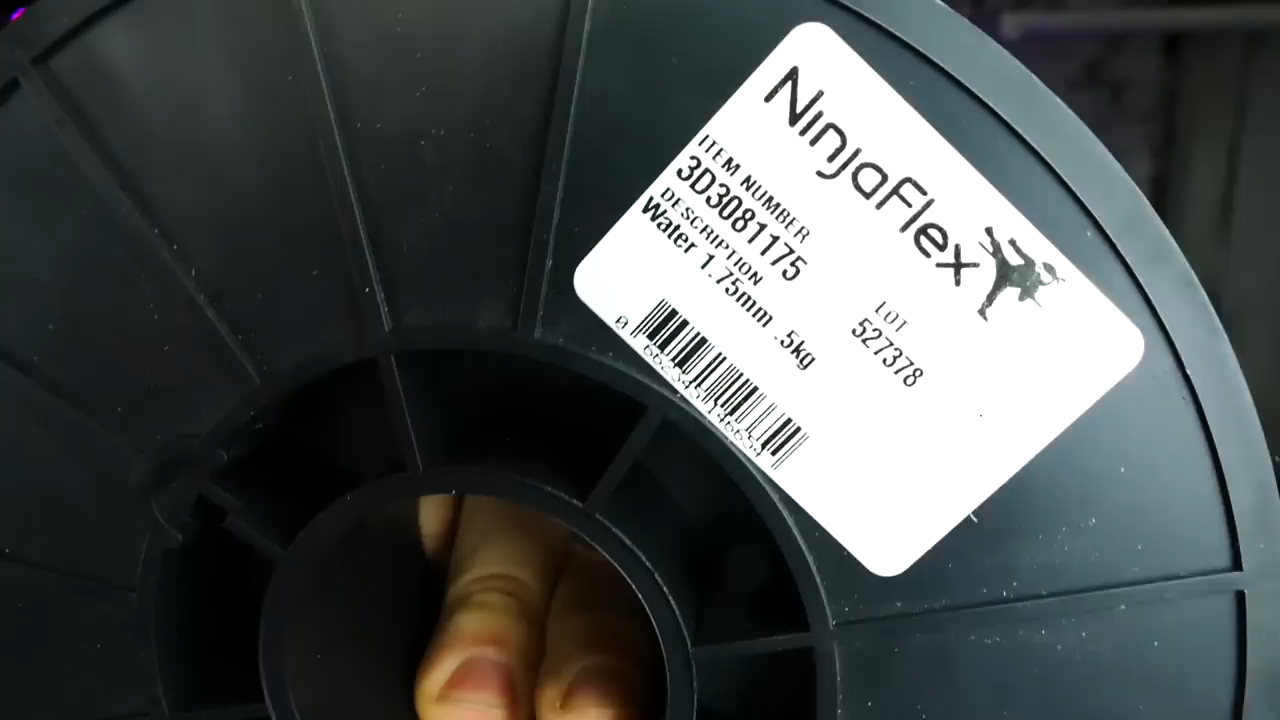 NinjaFlex
ITEM NUMBER
3D3081175
DESCRIPTION
Water 1.75mm .5kg
LOT
527378